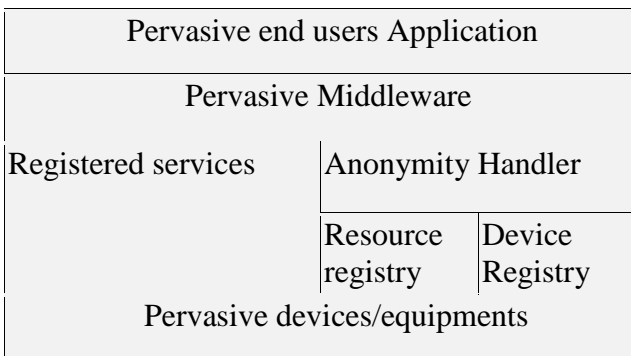 Pervasive end users Application
Pervasive Middleware
Registered services
Anonymity Handler
Resource
registry
Device
Registry
Pervasive devices/equipments